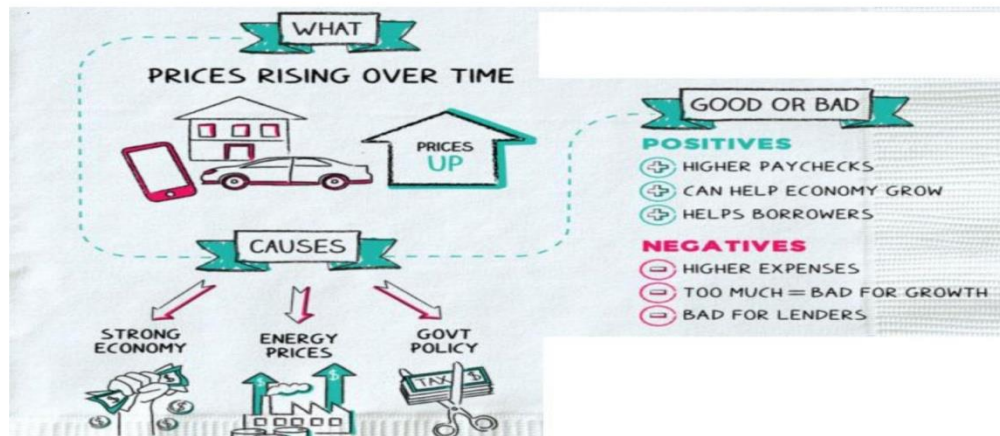 WHAT
PRICES RISING OVER TIME
PRICES
UP
CAUSES
STRONG
ECONOMY
ENERGY
PRICES
GOVT
POLICY
$
$
$
$
$
$
TAX $
GOOD OR BAD
POSITIVES
+ HIGHER PAYCHECKS
+ CAN HELP ECONOMY GROW
+ HELPS BORROWERS
NEGATIVES
- HIGHER EXPENSES
- TOO MUCH = BAD FOR GROWTH
- BAD FOR LENDERS